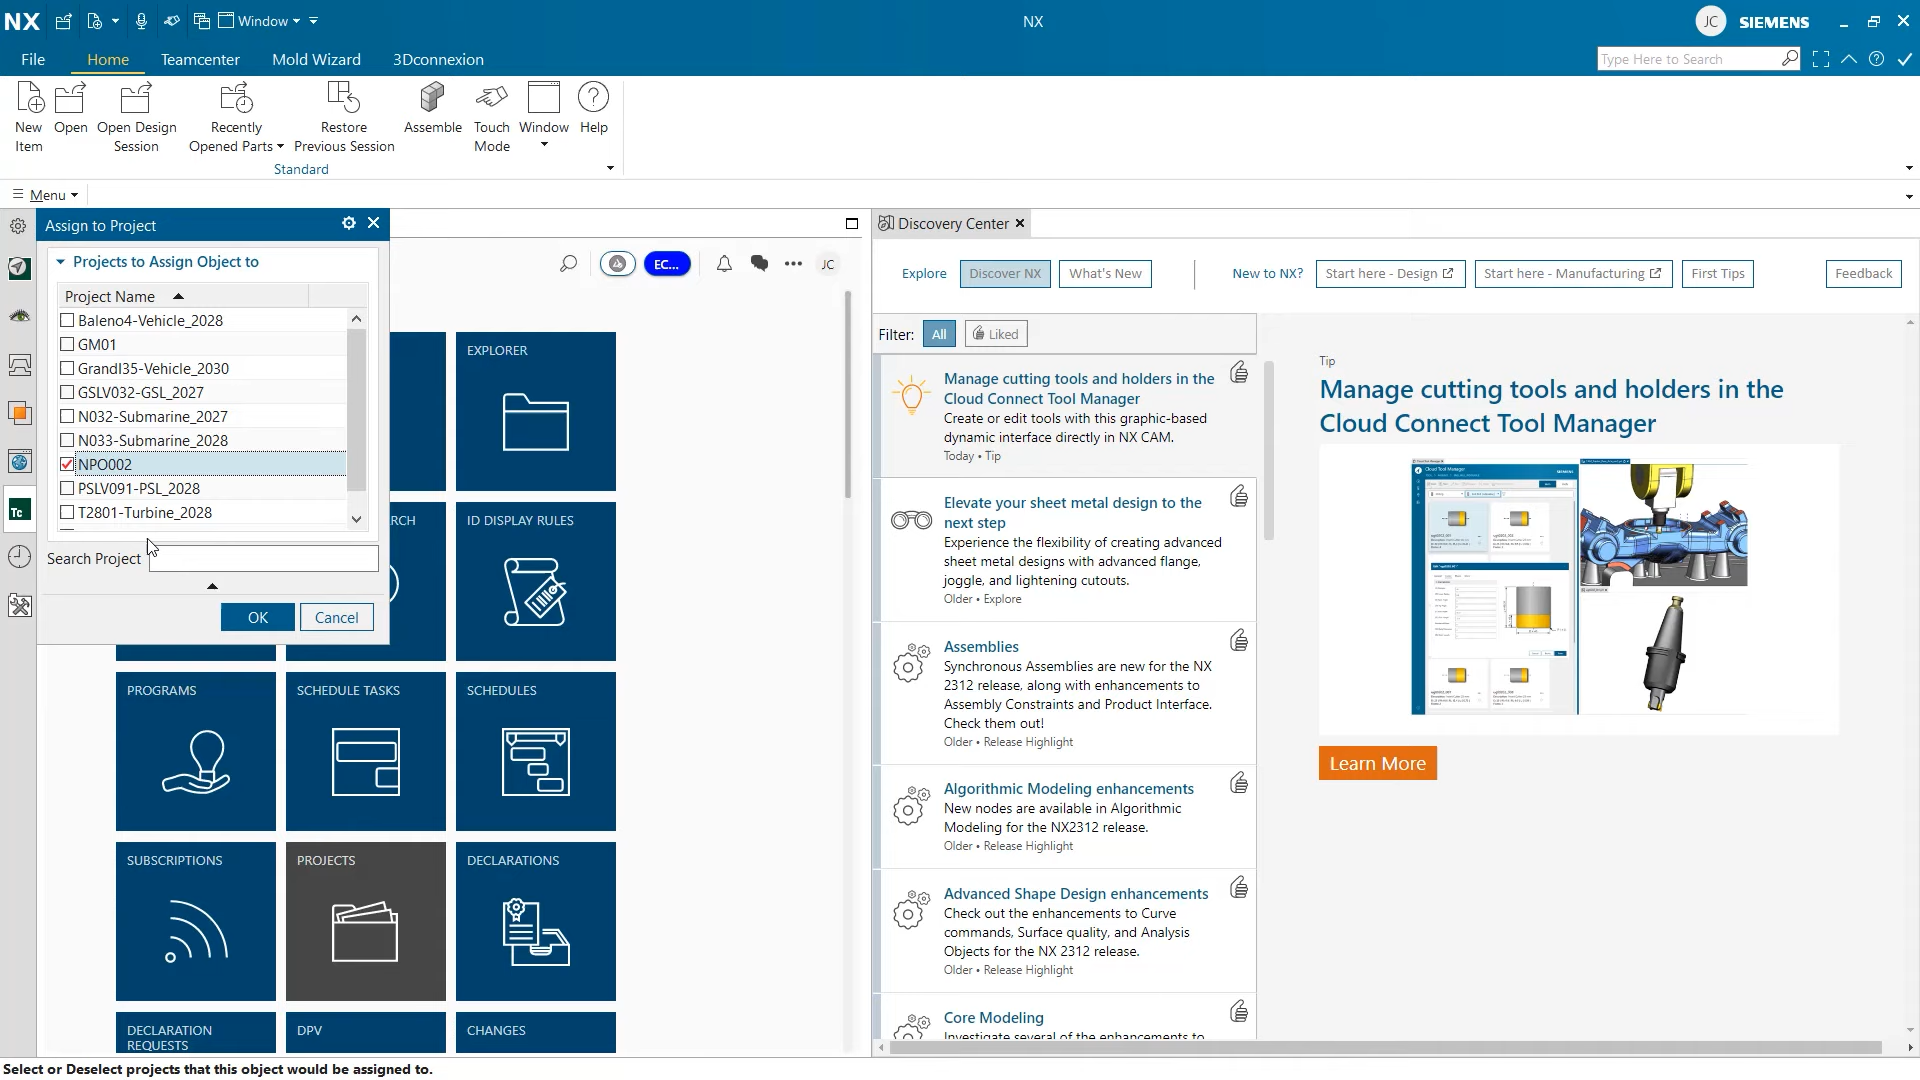 NX
Window
NX
JC
SIEMENS
File
Home
Teamcenter
Mold Wizard
3Dconnexion
Type Here to Search
New
Item
Open
Open Design
Session
Recently
Opened Parts
Restore
Previous Session
Assemble
Touch
Mode
Window
Help
Standard
Menu
Assign to Project
Projects to Assign Object to
Project Name
Baleno4-Vehicle_2028
GM01
GrandI35-Vehicle_2030
GSLV032-GSL_2027
N032-Submarine_2027
N033-Submarine_2028
NPO002
PSLV091-PSL_2028
T2801-Turbine_2028
Search Project
OK
Cancel
Tc
EC...
JC
EXPLORER
RCH
ID DISPLAY RULES
PROGRAMS
SCHEDULE TASKS
SCHEDULES
SUBSCRIPTIONS
PROJECTS
DECLARATIONS
DECLARATION
REQUESTS
DPV
CHANGES
Discovery Center
Explore
Discover NX
What's New
New to NX?
Start here - Design
Start here - Manufacturing
First Tips
Feedback
Filter:
All
Liked
Manage cutting tools and holders in the
Cloud Connect Tool Manager
Create or edit tools with this graphic-based
dynamic interface directly in NX CAM.
Today • Tip
Elevate your sheet metal design to the
next step
Experience the flexibility of creating advanced
sheet metal designs with advanced flange,
joggle, and lightening cutouts.
Older • Explore
Assemblies
Synchronous Assemblies are new for the NX
2312 release, along with enhancements to
Assembly Constraints and Product Interface.
Check them out!
Older • Release Highlight
Algorithmic Modeling enhancements
New nodes are available in Algorithmic
Modeling for the NX2312 release.
Older • Release Highlight
Advanced Shape Design enhancements
Check out the enhancements to Curve
commands, Surface quality, and Analysis
Objects for the NX 2312 release.
Older • Release Highlight
Core Modeling
Investigate several of the enhancements to
Tip
Manage cutting tools and holders in the
Cloud Connect Tool Manager
Learn More
Select or Deselect projects that this object would be assigned to.